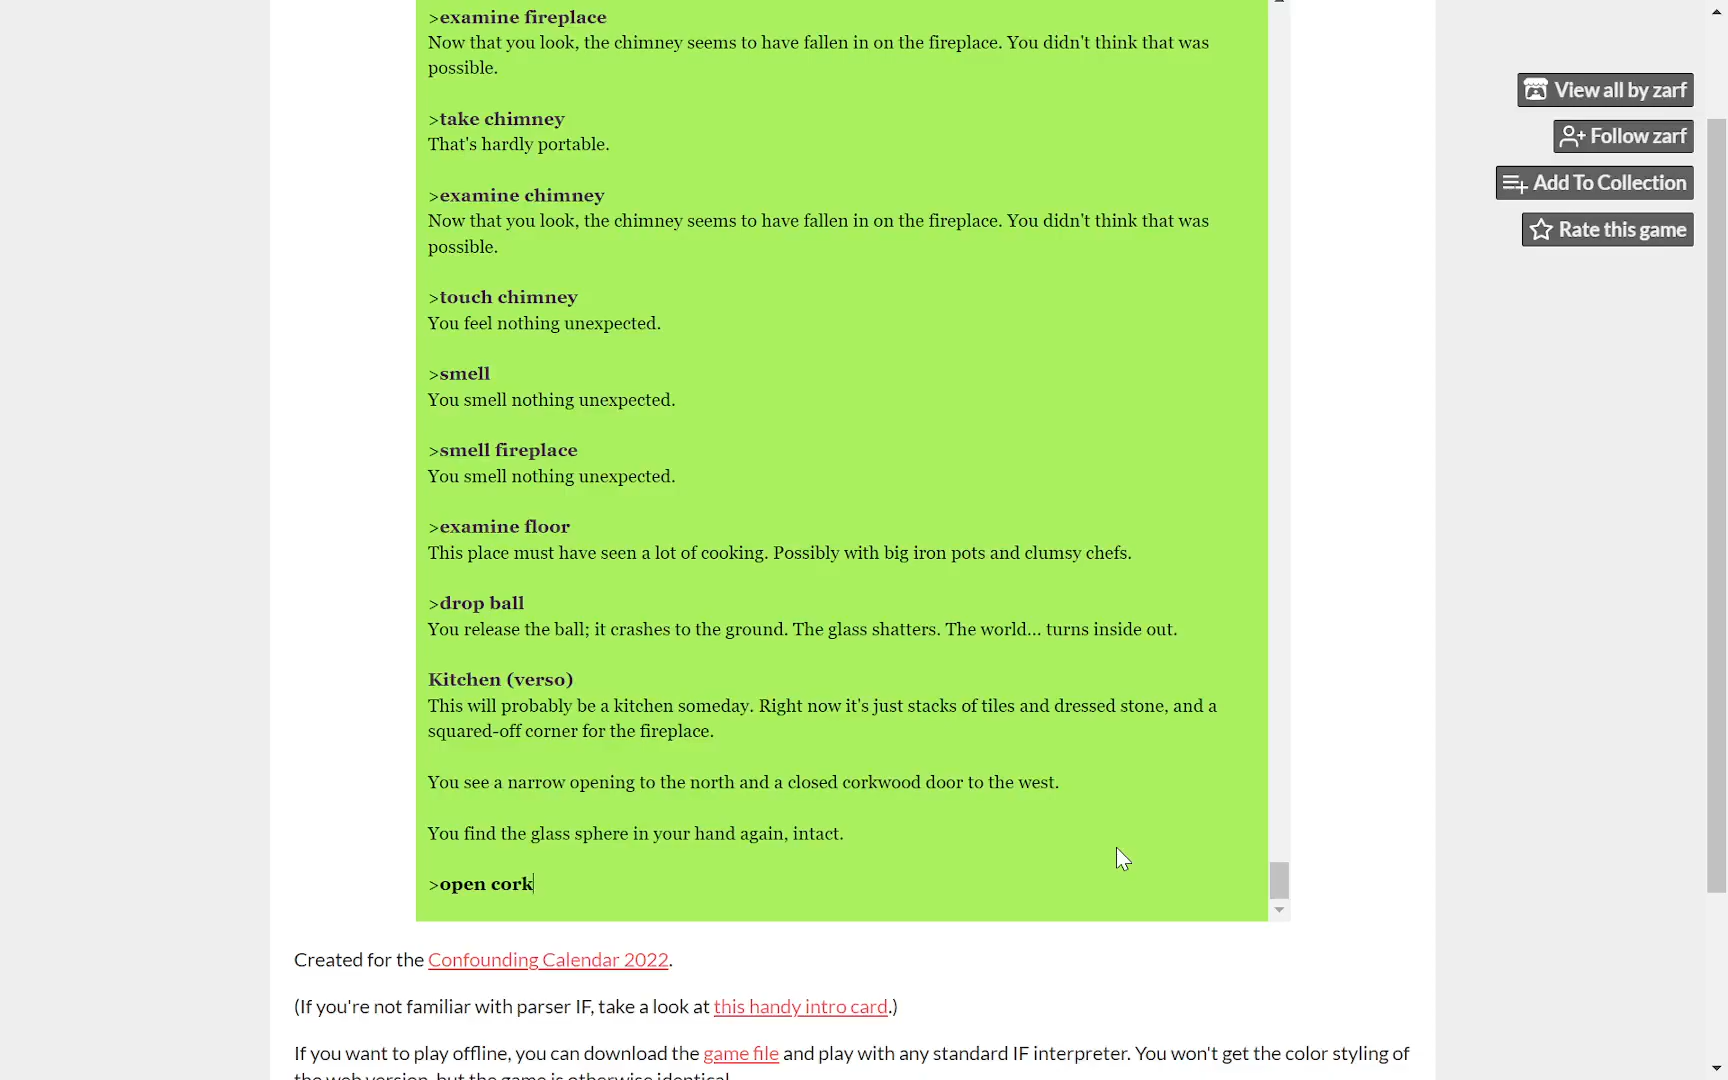 >examine fireplace
Now that you look, the chimney seems to have fallen in on the fireplace. You didn't think that was
possible.
>take chimney
That's hardly portable.
>examine chimney
Now that you look, the chimney seems to have fallen in on the fireplace. You didn't think that was
possible.
>touch chimney
You feel nothing unexpected.
>smell
You smell nothing unexpected.
>smell fireplace
You smell nothing unexpected.
>examine floor
This place must have seen a lot of cooking. Possibly with big iron pots and clumsy chefs.
>drop ball
You release the ball; it crashes to the ground. The glass shatters. The world... turns inside out.
Kitchen (verso)
This will probably be a kitchen someday. Right now it's just stacks of tiles and dressed stone, and a
squared-off corner for the fireplace.
You see a narrow opening to the north and a closed corkwood door to the west.
You find the glass sphere in your hand again, intact.
>open cork
Created for the Confounding Calendar 2022.
(If you're not familiar with parser IF, take a look at this handy intro card.)
If you want to play offline, you can download the game file and play with any standard IF interpreter. You won't get the color styling of
the web version, but the game is otherwise identical.
View all by zarf
Follow zarf
Add To Collection
Rate this game